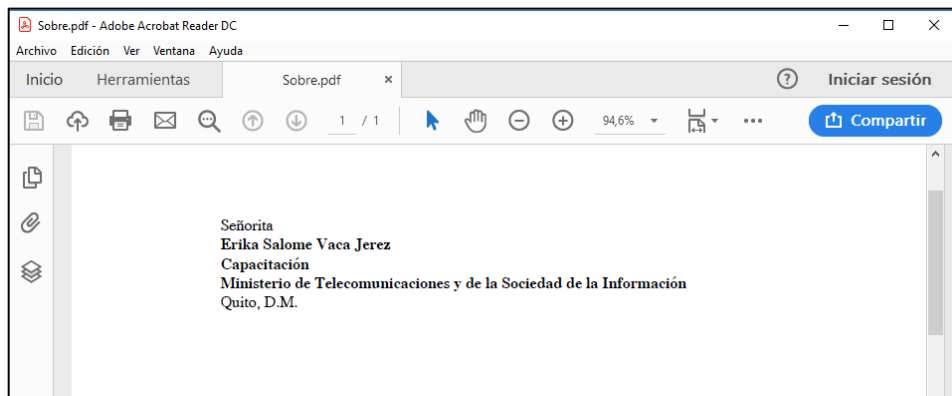 Sobre.pdf - Adobe Acrobat Reader DC
Archivo Edición Ver Ventana Ayuda
Inicio Herramientas Sobre.pdf × ? Iniciar sesión
1 / 1 94,6% Compartir
Señorita
Erika Salome Vaca Jerez
Capacitación
Ministerio de Telecomunicaciones y de la Sociedad de la Información
Quito, D.M.